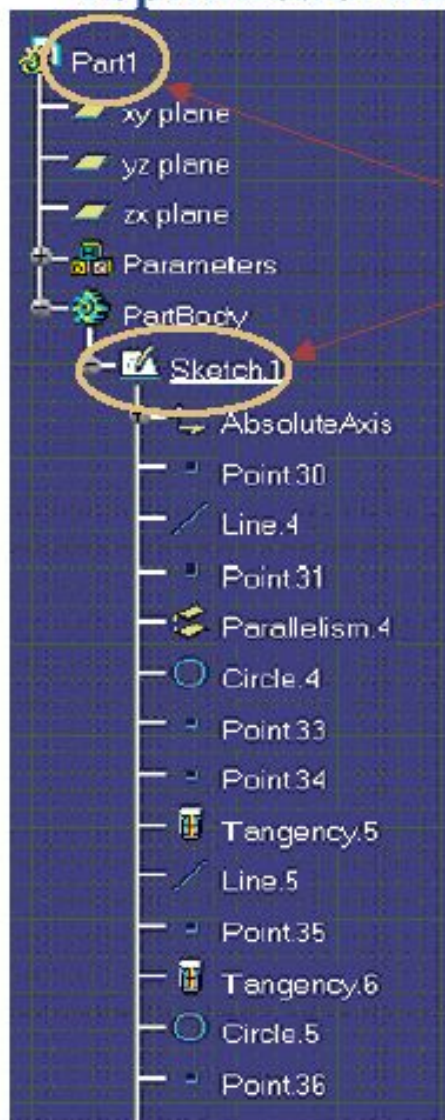 Part1
xy plane
yz plane
zx plane
Parameters
PartBody
Sketch.1
AbsoluteAxis
Point.30
Line.4
Point.31
Parallelism.4
Circle.4
Point.33
Point.34
Tangency.5
Line.5
Point.35
Tangency.6
Circle.5
Point.36